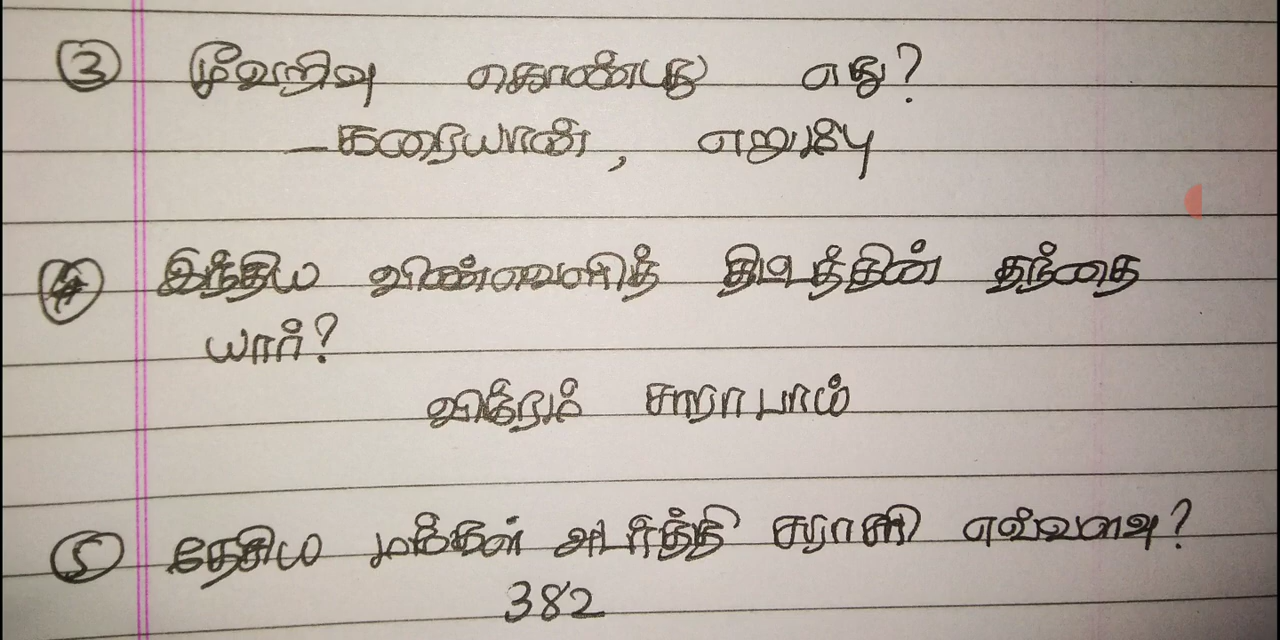 ③ மூவறிவு கொண்டது எது?
– கரையான், எறும்பு
④ இந்திய விண்வெளித் திட்டத்தின் தந்தை
யார்?
விக்ரம் சாராபாய்
⑤ தேசிய மக்கள் அடர்த்தி சராசரி எவ்வளவு?
382